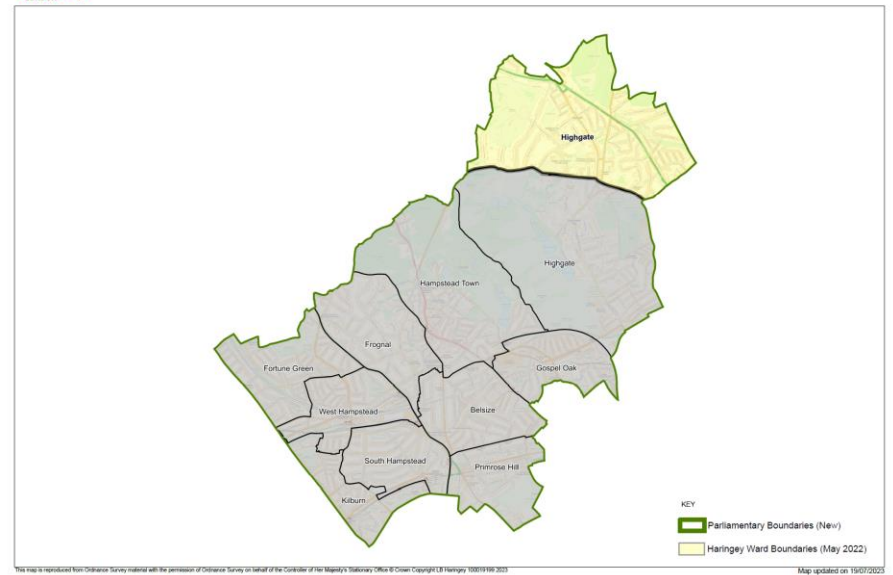 Highgate
Highgate
Hampstead Town
Frognal
Fortune Green
Gospel Oak
West Hampstead
Belsize
South Hampstead
Primrose Hill
Kilburn
KEY
Parliamentary Boundaries (New)
Haringey Ward Boundaries (May 2022)
This map is reproduced from Ordnance Survey material with the permission of Ordnance Survey on behalf of the Controller of Her Majesty's Stationary Office © Crown Copyright LB Haringey 100019199 2023
Map updated on 19/07/2023